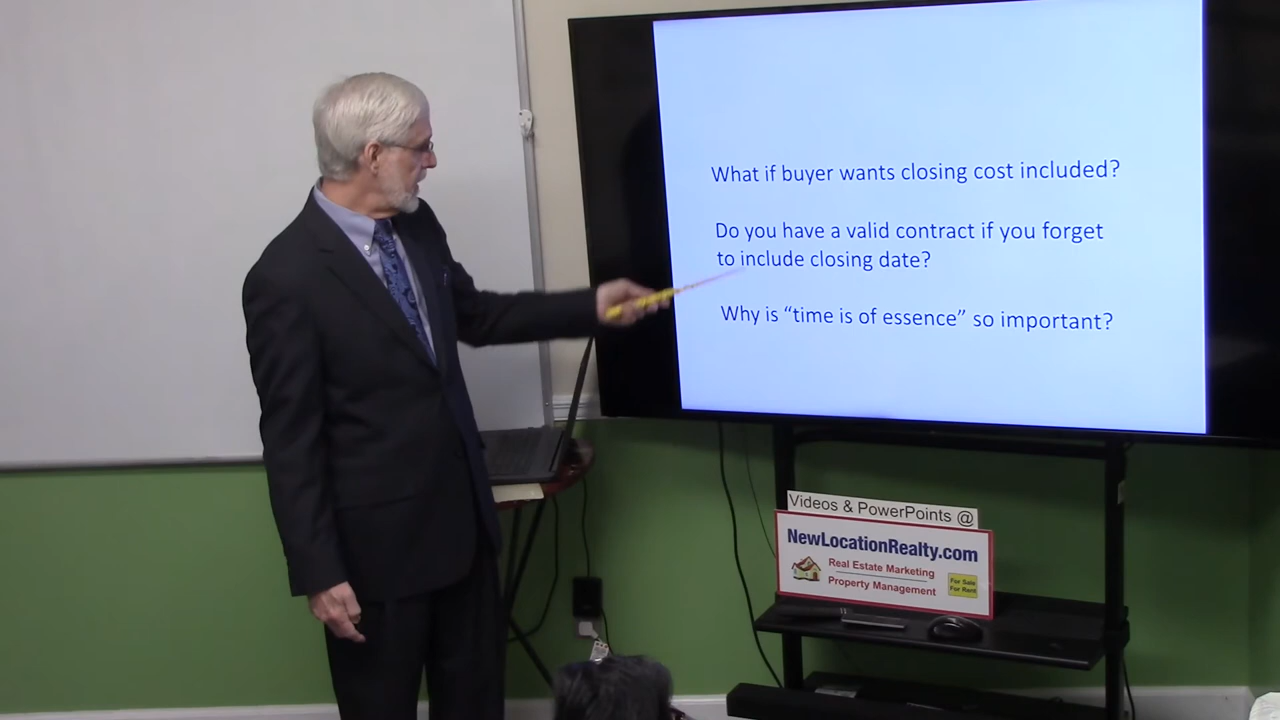 What if buyer wants closing cost included?
Do you have a valid contract if you forget
to include closing date?
Why is “time is of essence” so important?
Videos & PowerPoints @
NewLocationRealty.com
Real Estate Marketing
Property Management
For Sale
For Rent